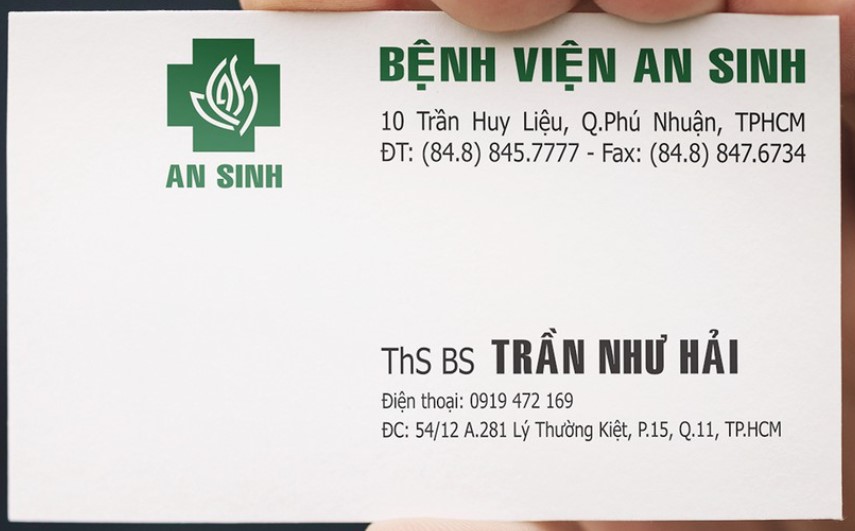 AN SINH
BỆNH VIỆN AN SINH
10 Trần Huy Liệu, Q.Phú Nhuận, TPHCM
ĐT: (84.8) 845.7777 - Fax: (84.8) 847.6734
ThS BS TRẦN NHƯ HẢI
Điện thoại: 0919 472 169
ĐC: 54/12 A.281 Lý Thường Kiệt, P.15, Q.11, TP.HCM